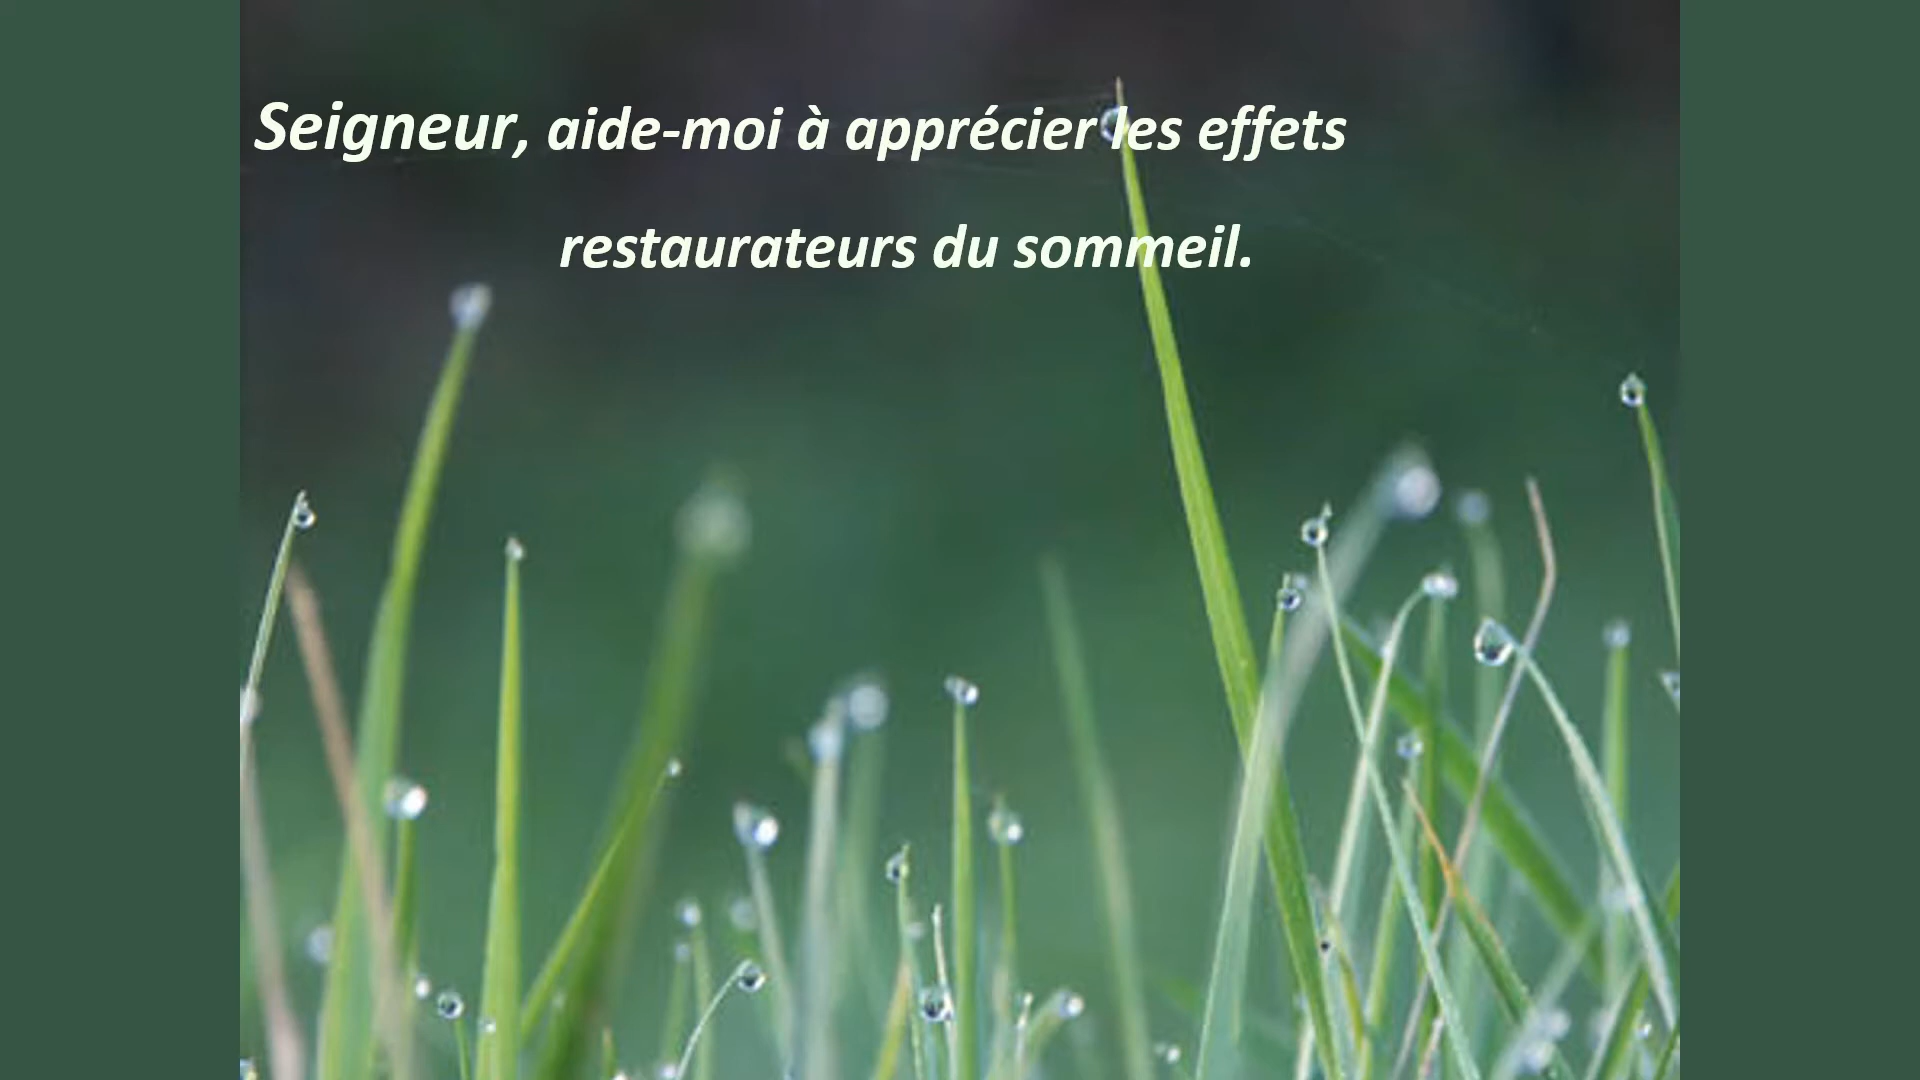 Seigneur, aide-moi à apprécier les effets
restaurateurs du sommeil.